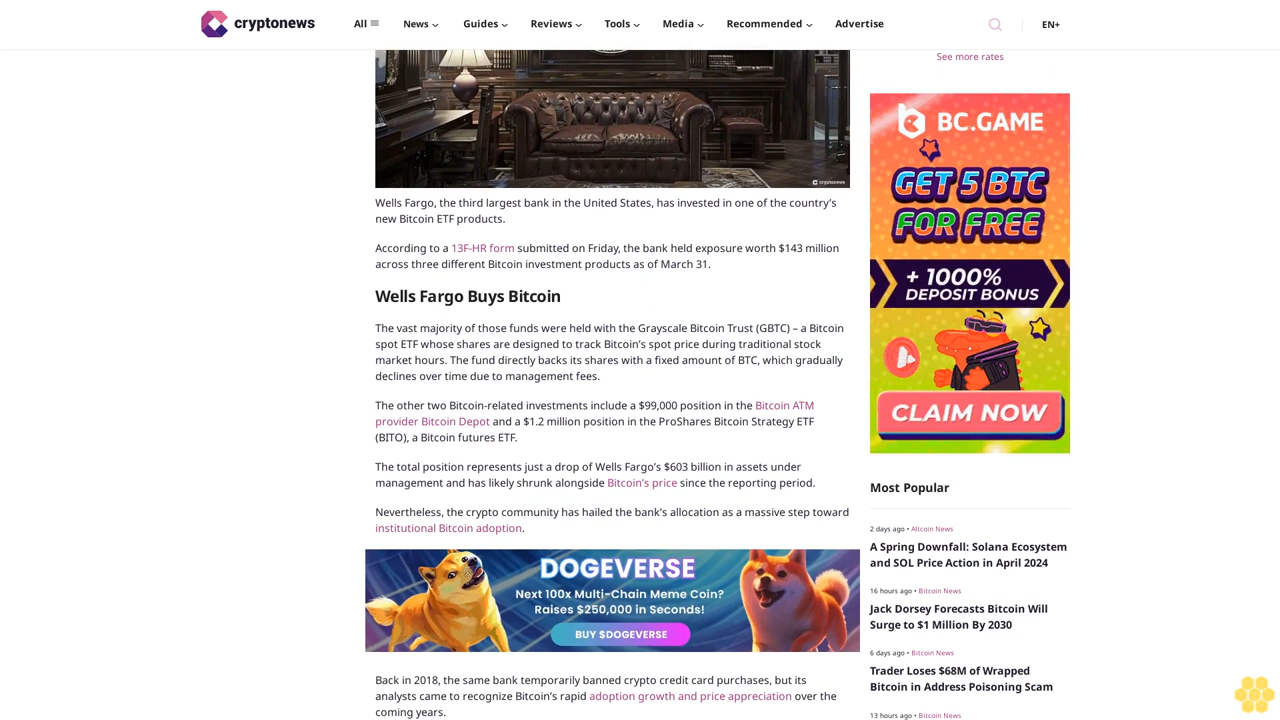 cryptonews
All
News
Guides
Reviews
Tools
Media
Recommended
Advertise
EN+
cryptonews
Wells Fargo, the third largest bank in the United States, has invested in one of the country’s
new Bitcoin ETF products.
According to a 13F-HR form submitted on Friday, the bank held exposure worth $143 million
across three different Bitcoin investment products as of March 31.
Wells Fargo Buys Bitcoin
The vast majority of those funds were held with the Grayscale Bitcoin Trust (GBTC) – a Bitcoin
spot ETF whose shares are designed to track Bitcoin’s spot price during traditional stock
market hours. The fund directly backs its shares with a fixed amount of BTC, which gradually
declines over time due to management fees.
The other two Bitcoin-related investments include a $99,000 position in the Bitcoin ATM
provider Bitcoin Depot and a $1.2 million position in the ProShares Bitcoin Strategy ETF
(BITO), a Bitcoin futures ETF.
The total position represents just a drop of Wells Fargo’s $603 billion in assets under
management and has likely shrunk alongside Bitcoin’s price since the reporting period.
Nevertheless, the crypto community has hailed the bank’s allocation as a massive step toward
institutional Bitcoin adoption.
DOGEVERSE
Next 100x Multi-Chain Meme Coin?
Raises $250,000 in Seconds!
BUY $DOGEVERSE
Back in 2018, the same bank temporarily banned crypto credit card purchases, but its
analysts came to recognize Bitcoin’s rapid adoption growth and price appreciation over the
coming years.
See more rates
BC.GAME
GET 5 BTC
FOR FREE
+ 1000%
DEPOSIT BONUS
CLAIM NOW
Most Popular
2 days ago • Altcoin News
A Spring Downfall: Solana Ecosystem
and SOL Price Action in April 2024
16 hours ago • Bitcoin News
Jack Dorsey Forecasts Bitcoin Will
Surge to $1 Million By 2030
6 days ago • Bitcoin News
Trader Loses $68M of Wrapped
Bitcoin in Address Poisoning Scam
13 hours ago • Bitcoin News